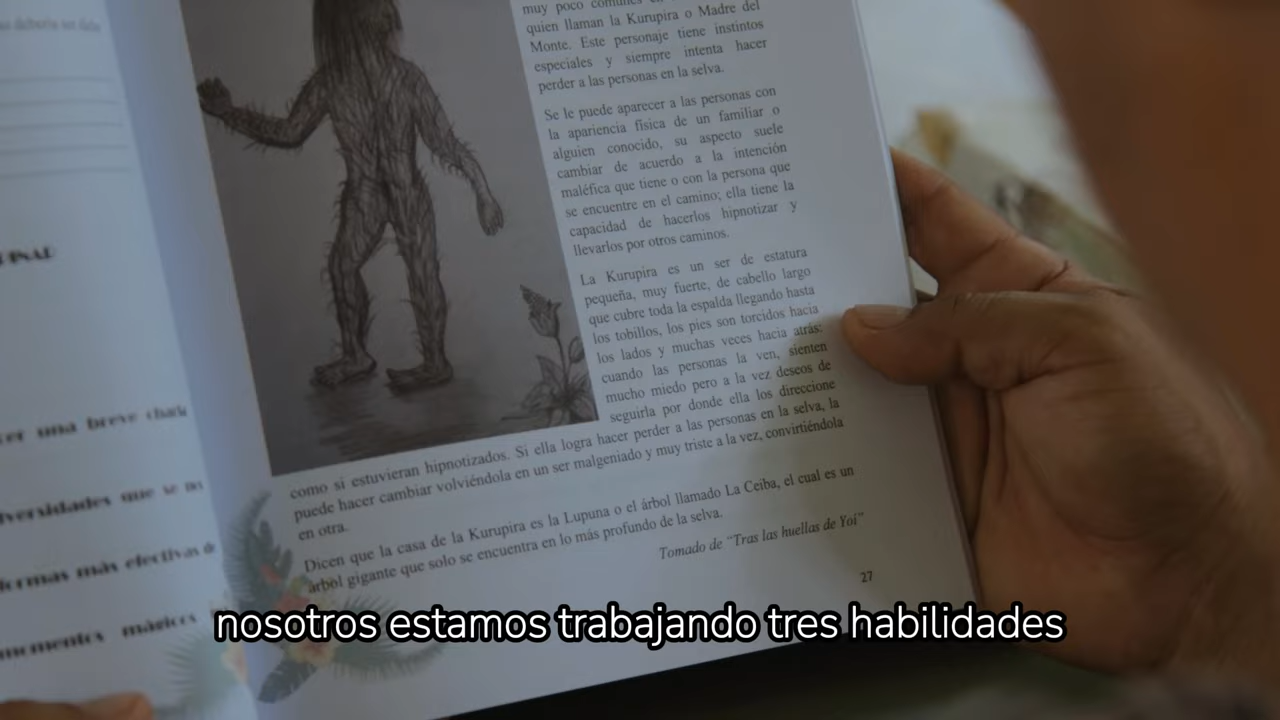 debería ser
muy poco comunes en
quien llaman la Kurupira o Madre del
Monte. Este personaje tiene instintos
especiales y siempre intenta hacer
perder a las personas en la selva.
Se le puede aparecer a las personas con
la apariencia física de un familiar o
alguien conocido, su aspecto suele
cambiar de acuerdo a la intención
maléfica que tiene o con la persona que
se encuentre en el camino; ella tiene la
capacidad de hacerlos hipnotizar y
llevarlos por otros caminos.
La Kurupira es un ser de estatura
pequeña, muy fuerte, de cabello largo
que cubre toda la espalda llegando hasta
los tobillos, los pies son torcidos hacia
los lados y muchas veces hacia atrás:
cuando las personas la ven, sienten
mucho miedo pero a la vez deseos de
seguirla por donde ella los direccione
como si estuvieran hipnotizados. Si ella logra hacer perder a las personas en la selva, la
puede hacer cambiar volviéndola en un ser malgeniado y muy triste a la vez, convirtiéndola
en otra.
Dicen que la casa de la Kurupira es la Lupuna o el árbol llamado La Ceiba, el cual es un
árbol gigante que solo se encuentra en lo más profundo de la selva.
Tomado de "Tras las huellas de Yoi"
27
una breve
que se
formas más efectivas
momentos mágicos
nosotros estamos trabajando tres habilidades